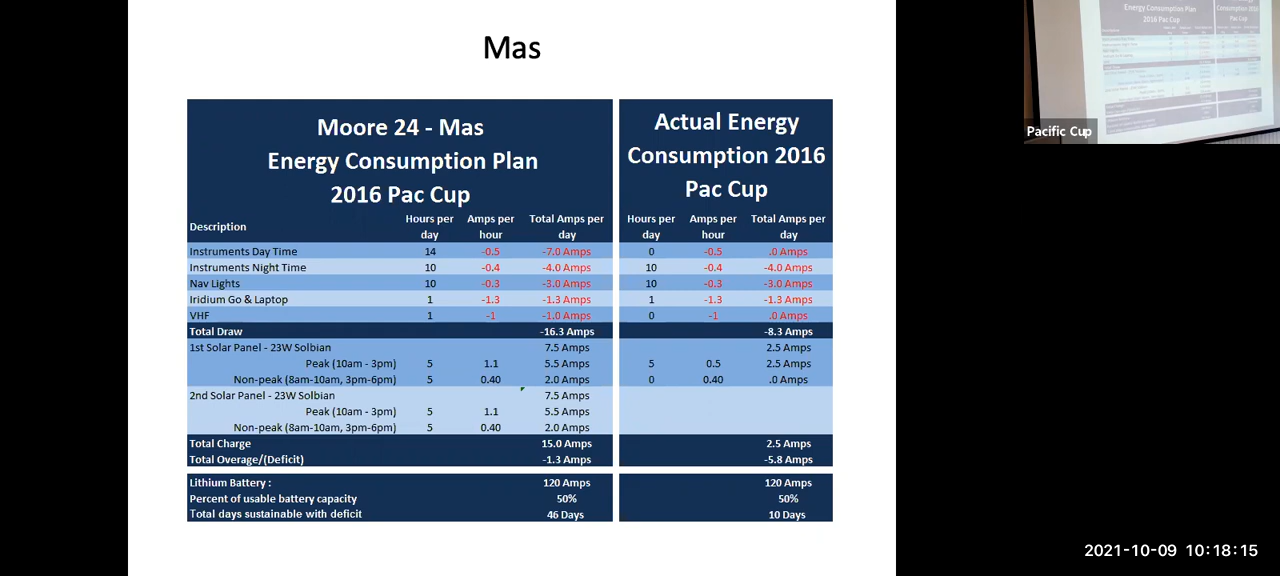 Mas
Moore 24 - Mas
Energy Consumption Plan
2016 Pac Cup
Actual Energy
Consumption 2016
Pac Cup
Description Hours per day Amps per hour Total Amps per day Hours per day Amps per hour Total Amps per day
Instruments Day Time 14 -0.5 -7.0 Amps 0 -0.5 .0 Amps
Instruments Night Time 10 -0.4 -4.0 Amps 10 -0.4 -4.0 Amps
Nav Lights 10 -0.3 -3.0 Amps 10 -0.3 -3.0 Amps
Iridium Go & Laptop 1 -1.3 -1.3 Amps 1 -1.3 -1.3 Amps
VHF 1 -1 -1.0 Amps 0 -1 .0 Amps
Total Draw -16.3 Amps -8.3 Amps
1st Solar Panel - 23W Solbian 7.5 Amps 2.5 Amps
Peak (10am - 3pm) 5 1.1 5.5 Amps 5 0.5 2.5 Amps
Non-peak (8am-10am, 3pm-6pm) 5 0.40 2.0 Amps 0 0.40 .0 Amps
2nd Solar Panel - 23W Solbian 7.5 Amps
Peak (10am - 3pm) 5 1.1 5.5 Amps
Non-peak (8am-10am, 3pm-6pm) 5 0.40 2.0 Amps
Total Charge 15.0 Amps 2.5 Amps
Total Overage/(Deficit) -1.3 Amps -5.8 Amps
Lithium Battery : 120 Amps 120 Amps
Percent of usable battery capacity 50% 50%
Total days sustainable with deficit 46 Days 10 Days
Energy Consumption Plan
2016 Pac Cup
Consumption 2016
Pac Cup
Pacific Cup
2021-10-09 10:18:15